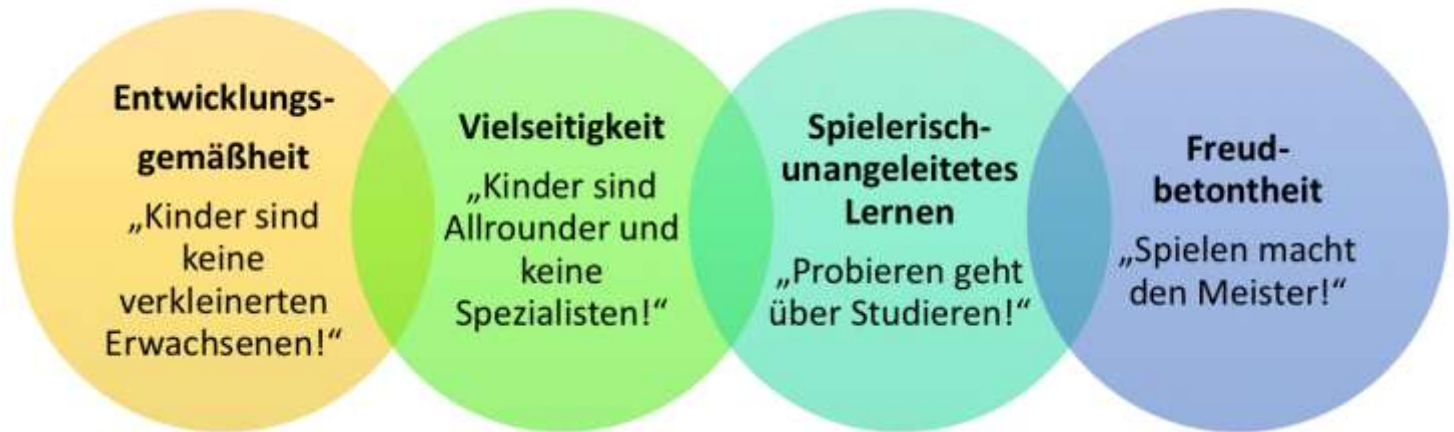 Entwicklungs-
gemäßheit
„Kinder sind
keine
verkleinerten
Erwachsenen!“
Vielseitigkeit
„Kinder sind
Allrounder und
keine
Spezialisten!“
Spielerisch-
unangeleitetes
Lernen
„Probieren geht
über Studieren!“
Freud-
betontheit
„Spielen macht
den Meister!“